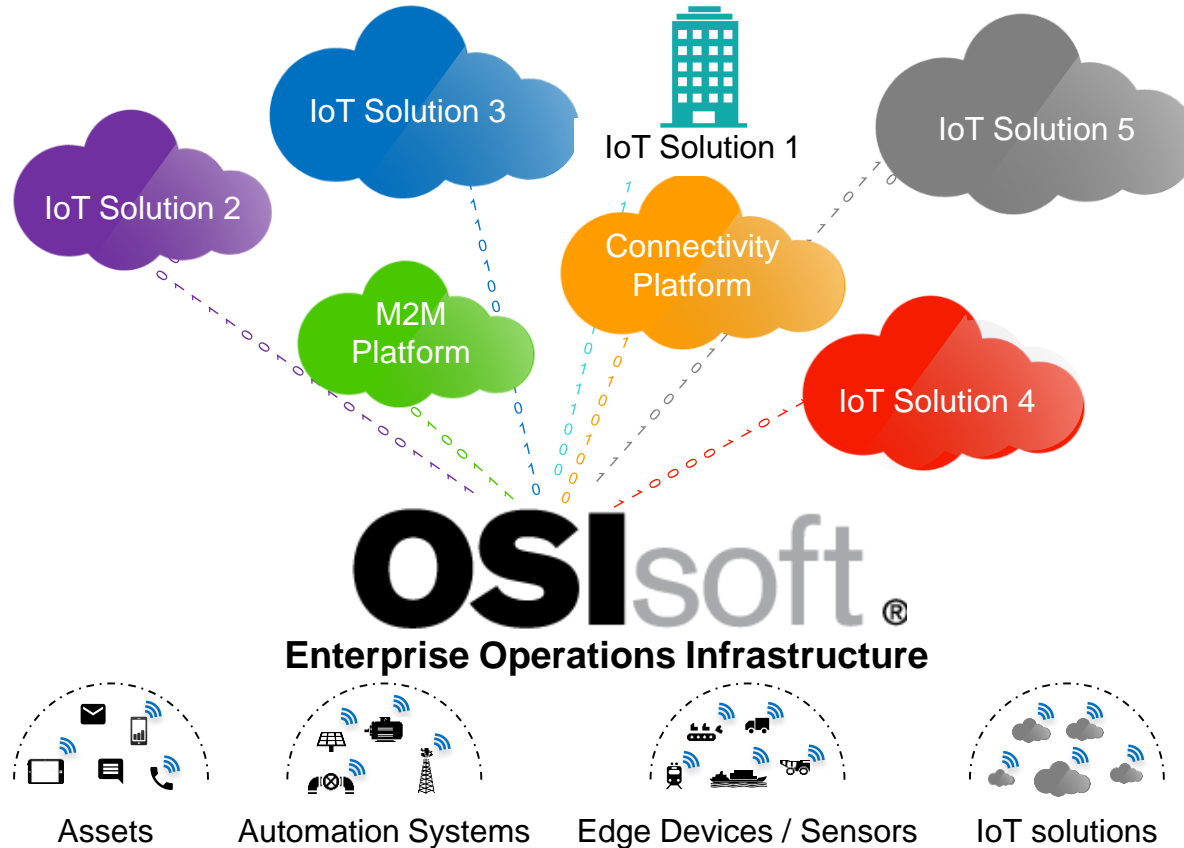 IoT Solution 3
IoT Solution 1
IoT Solution 5
IoT Solution 2
Connectivity
Platform
M2M
Platform
IoT Solution 4
OSIsoft ®
Enterprise Operations Infrastructure
Assets
Automation Systems
Edge Devices / Sensors
IoT solutions